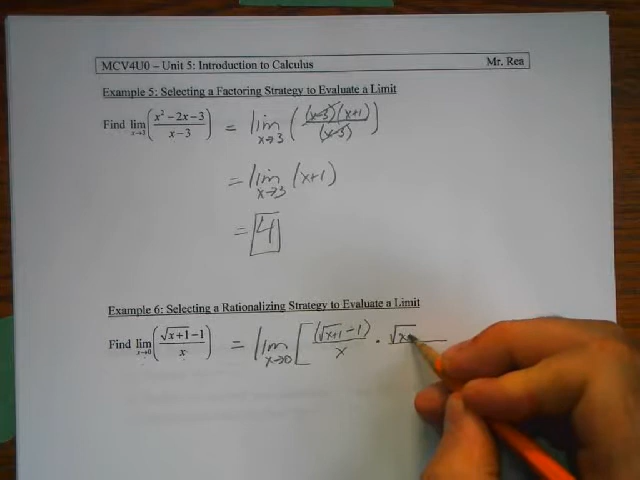 MCV4U0 – Unit 5: Introduction to Calculus Mr. Rea
Example 5: Selecting a Factoring Strategy to Evaluate a Limit
Find lim x→3 (x² − 2x − 3 / x − 3) = lim x→3 ((x−3)(x+1) / (x−3))
= lim x→3 (x+1)
= 4
Example 6: Selecting a Rationalizing Strategy to Evaluate a Limit
Find lim x→0 (√x+1 − 1 / x) = lim x→0 [ (√x+1 − 1) / x · √x